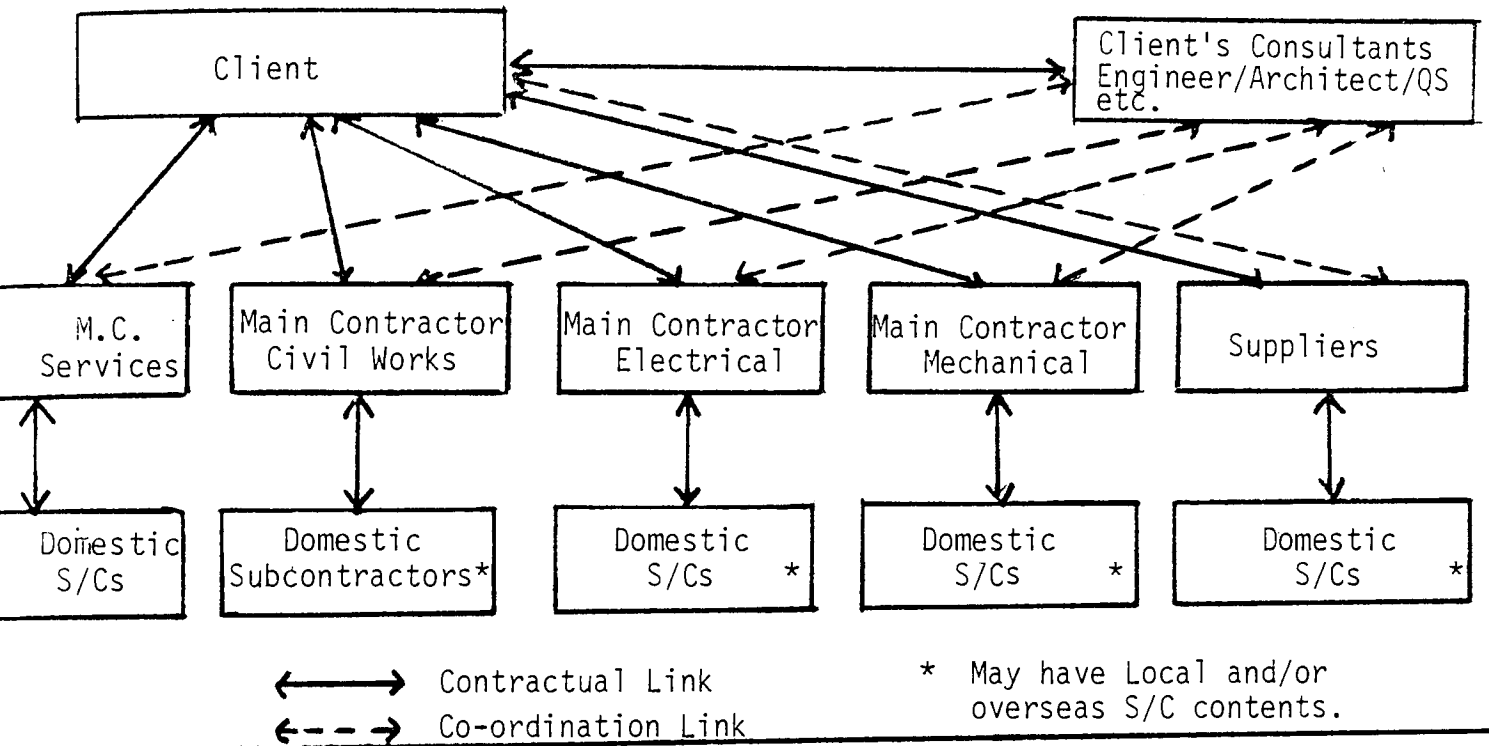 Client
Client's Consultants
Engineer/Architect/QS
etc.
M.C.
Services
Main Contractor
Civil Works
Main Contractor
Electrical
Main Contractor
Mechanical
Suppliers
Domestic
S/Cs
Domestic
Subcontractors*
Domestic
S/Cs *
Domestic
S/Cs *
Domestic
S/Cs *
Contractual Link
Co-ordination Link
* May have Local and/or
overseas S/C contents.